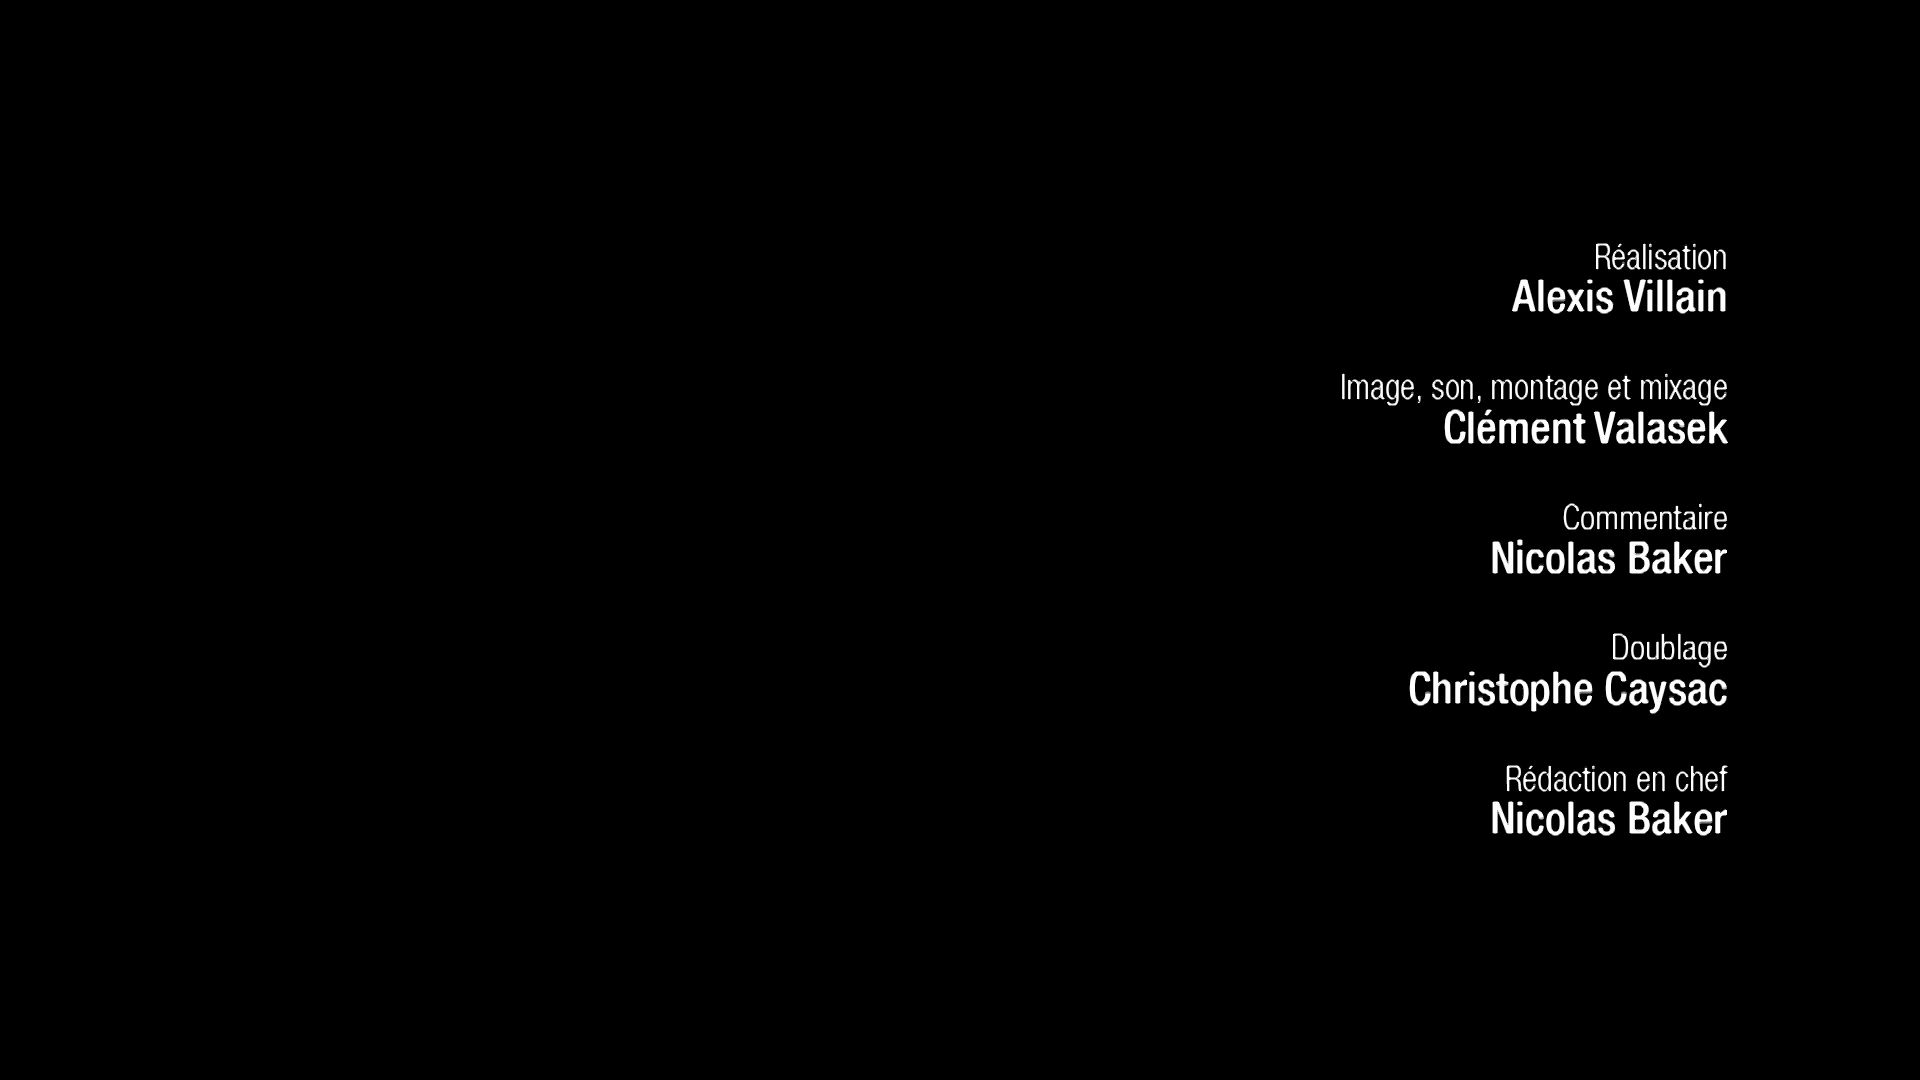 Réalisation
Alexis Villain
Image, son, montage et mixage
Clément Valasek
Commentaire
Nicolas Baker
Doublage
Christophe Caysac
Rédaction en chef
Nicolas Baker